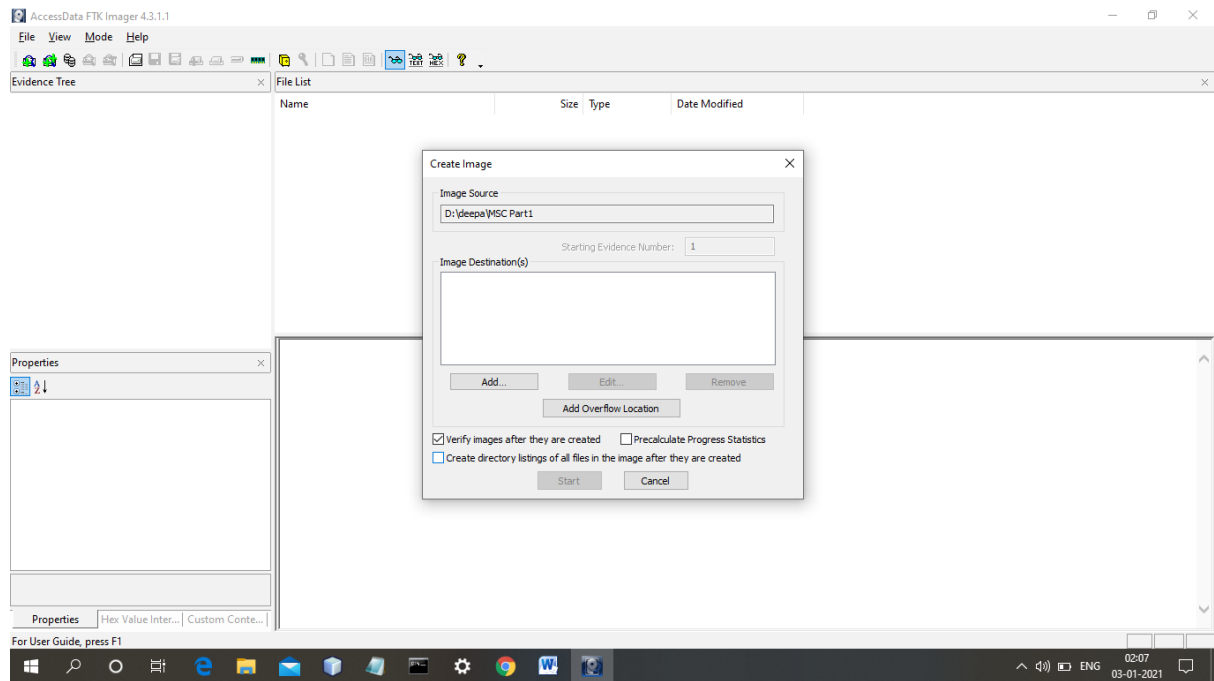 AccessData FTK Imager 4.3.1.1
File View Mode Help
TEXT HEX
Evidence Tree
File List
Name Size Type Date Modified
Create Image
Image Source
D:\deepa\MSC Part1
Starting Evidence Number: 1
Image Destination(s)
Add... Edit... Remove
Add Overflow Location
Verify images after they are created Precalculate Progress Statistics
Create directory listings of all files in the image after they are created
Start Cancel
Properties
Properties Hex Value Inter... Custom Conte...
For User Guide, press F1
ENG 02:07
03-01-2021